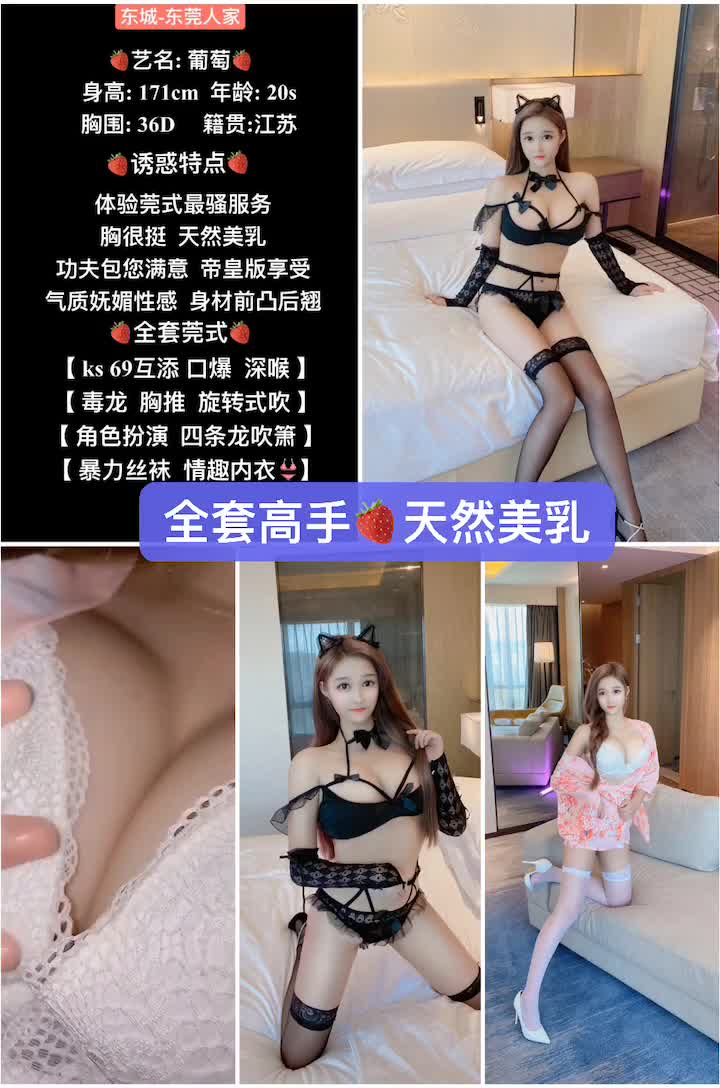 东城-东莞人家
🍓艺名: 葡萄🍓
身高: 171cm 年龄: 20s
胸围: 36D 籍贯:江苏
🍓诱惑特点🍓
体验莞式最骚服务
胸很挺 天然美乳
功夫包您满意 帝皇版享受
气质妩媚性感 身材前凸后翘
🍓全套莞式🍓
【 ks 69互添 口爆 深喉 】
【 毒龙 胸推 旋转式吹 】
【 角色扮演 四条龙吹箫 】
【 暴力丝袜 情趣内衣👙】
全套高手🍓天然美乳